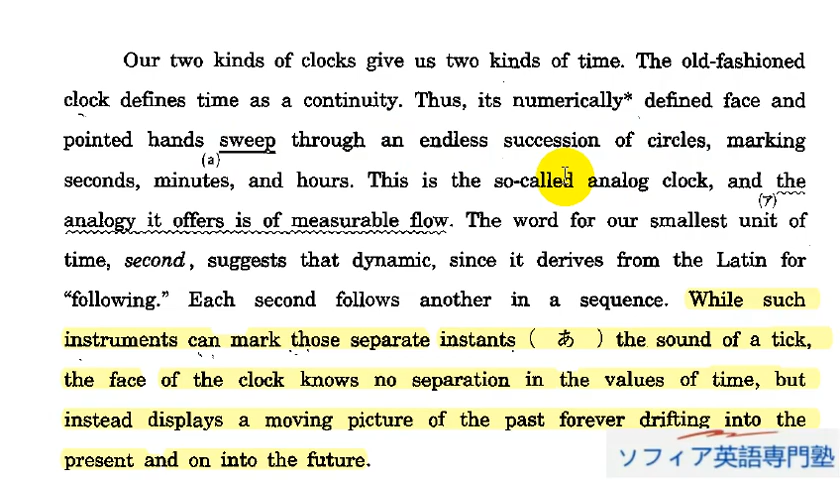 Our two kinds of clocks give us two kinds of time. The old-fashioned
clock defines time as a continuity. Thus, its numerically* defined face and
pointed hands sweep through an endless succession of circles, marking
(a)
seconds, minutes, and hours. This is the so-called analog clock, and the
(ア)
analogy it offers is of measurable flow. The word for our smallest unit of
time, second, suggests that dynamic, since it derives from the Latin for
“following.” Each second follows another in a sequence. While such
instruments can mark those separate instants ( あ ) the sound of a tick,
the face of the clock knows no separation in the values of time, but
instead displays a moving picture of the past forever drifting into the
present and on into the future.
ソフィア英語専門塾